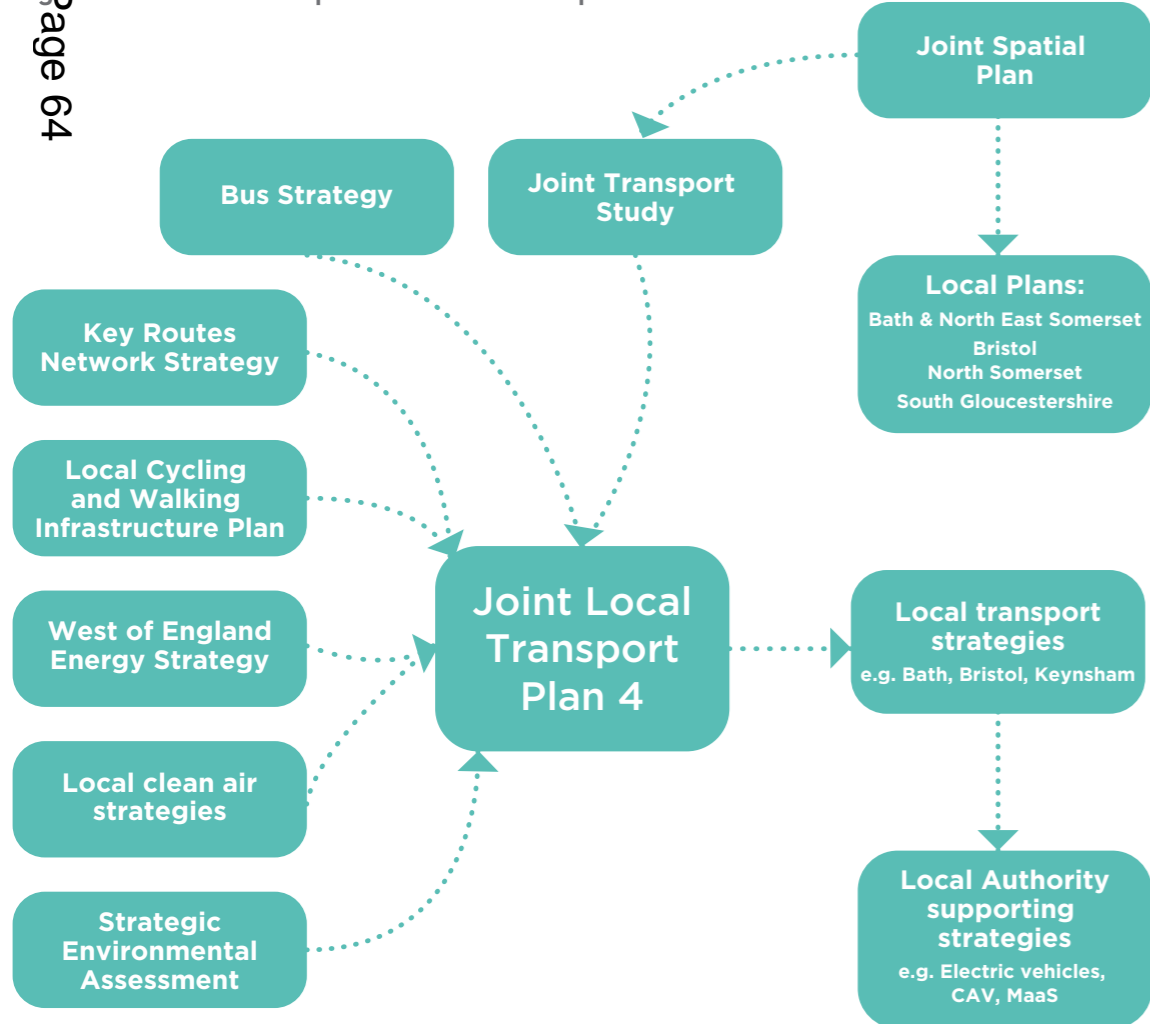 Page 64
Joint Spatial
Plan
Bus Strategy
Joint Transport
Study
Local Plans:
Bath & North East Somerset
Bristol
North Somerset
South Gloucestershire
Key Routes
Network Strategy
Local Cycling
and Walking
Infrastructure Plan
West of England
Energy Strategy
Joint Local
Transport
Plan 4
Local transport
strategies
e.g. Bath, Bristol, Keynsham
Local clean air
strategies
Local Authority
supporting
strategies
e.g. Electric vehicles,
CAV, MaaS
Strategic
Environmental
Assessment